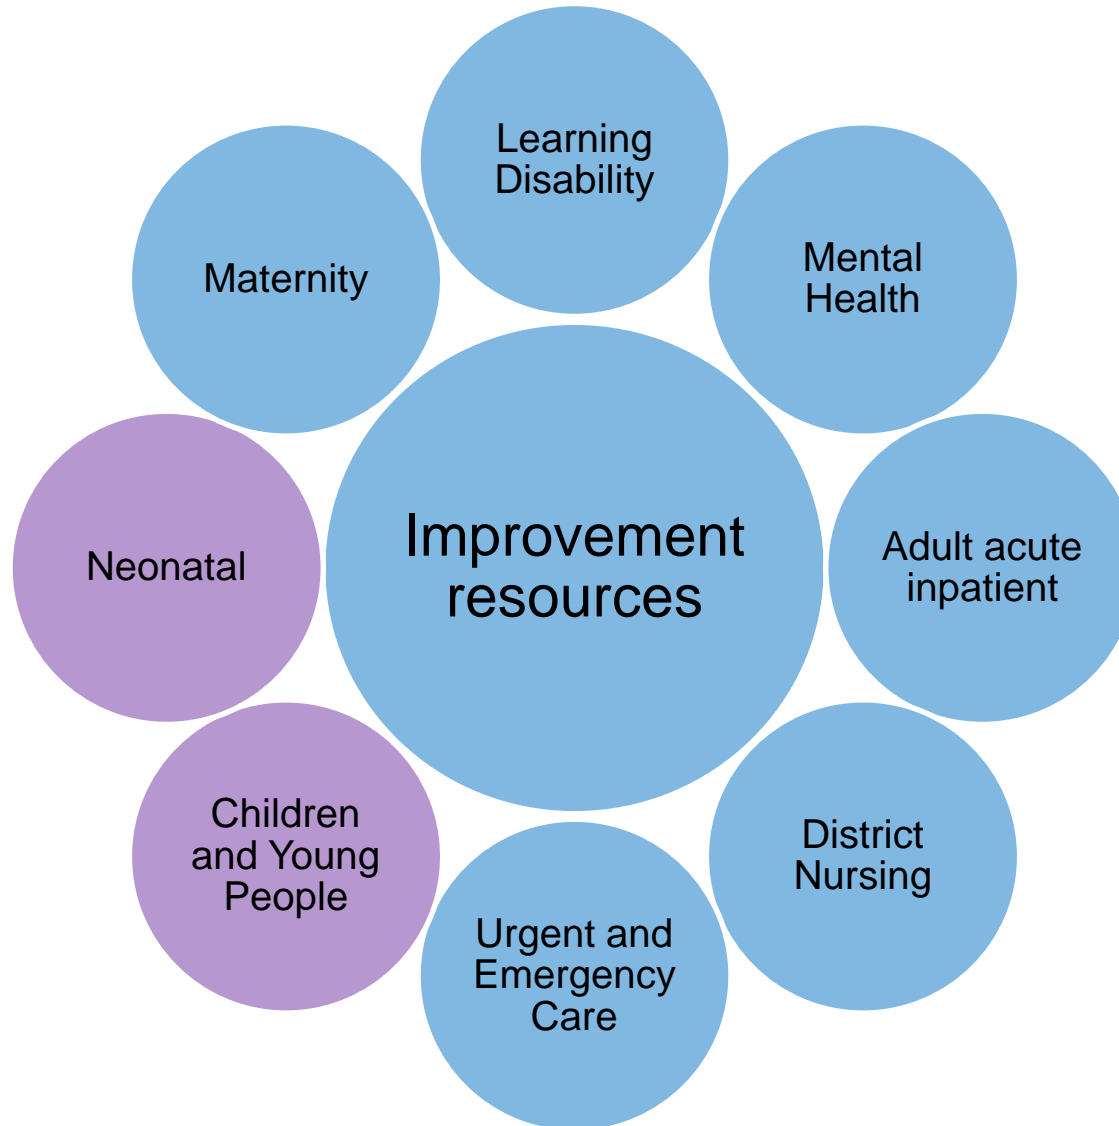 Learning
Disability
Mental
Health
Adult acute
inpatient
District
Nursing
Urgent and
Emergency
Care
Children
and Young
People
Neonatal
Maternity
Improvement
resources